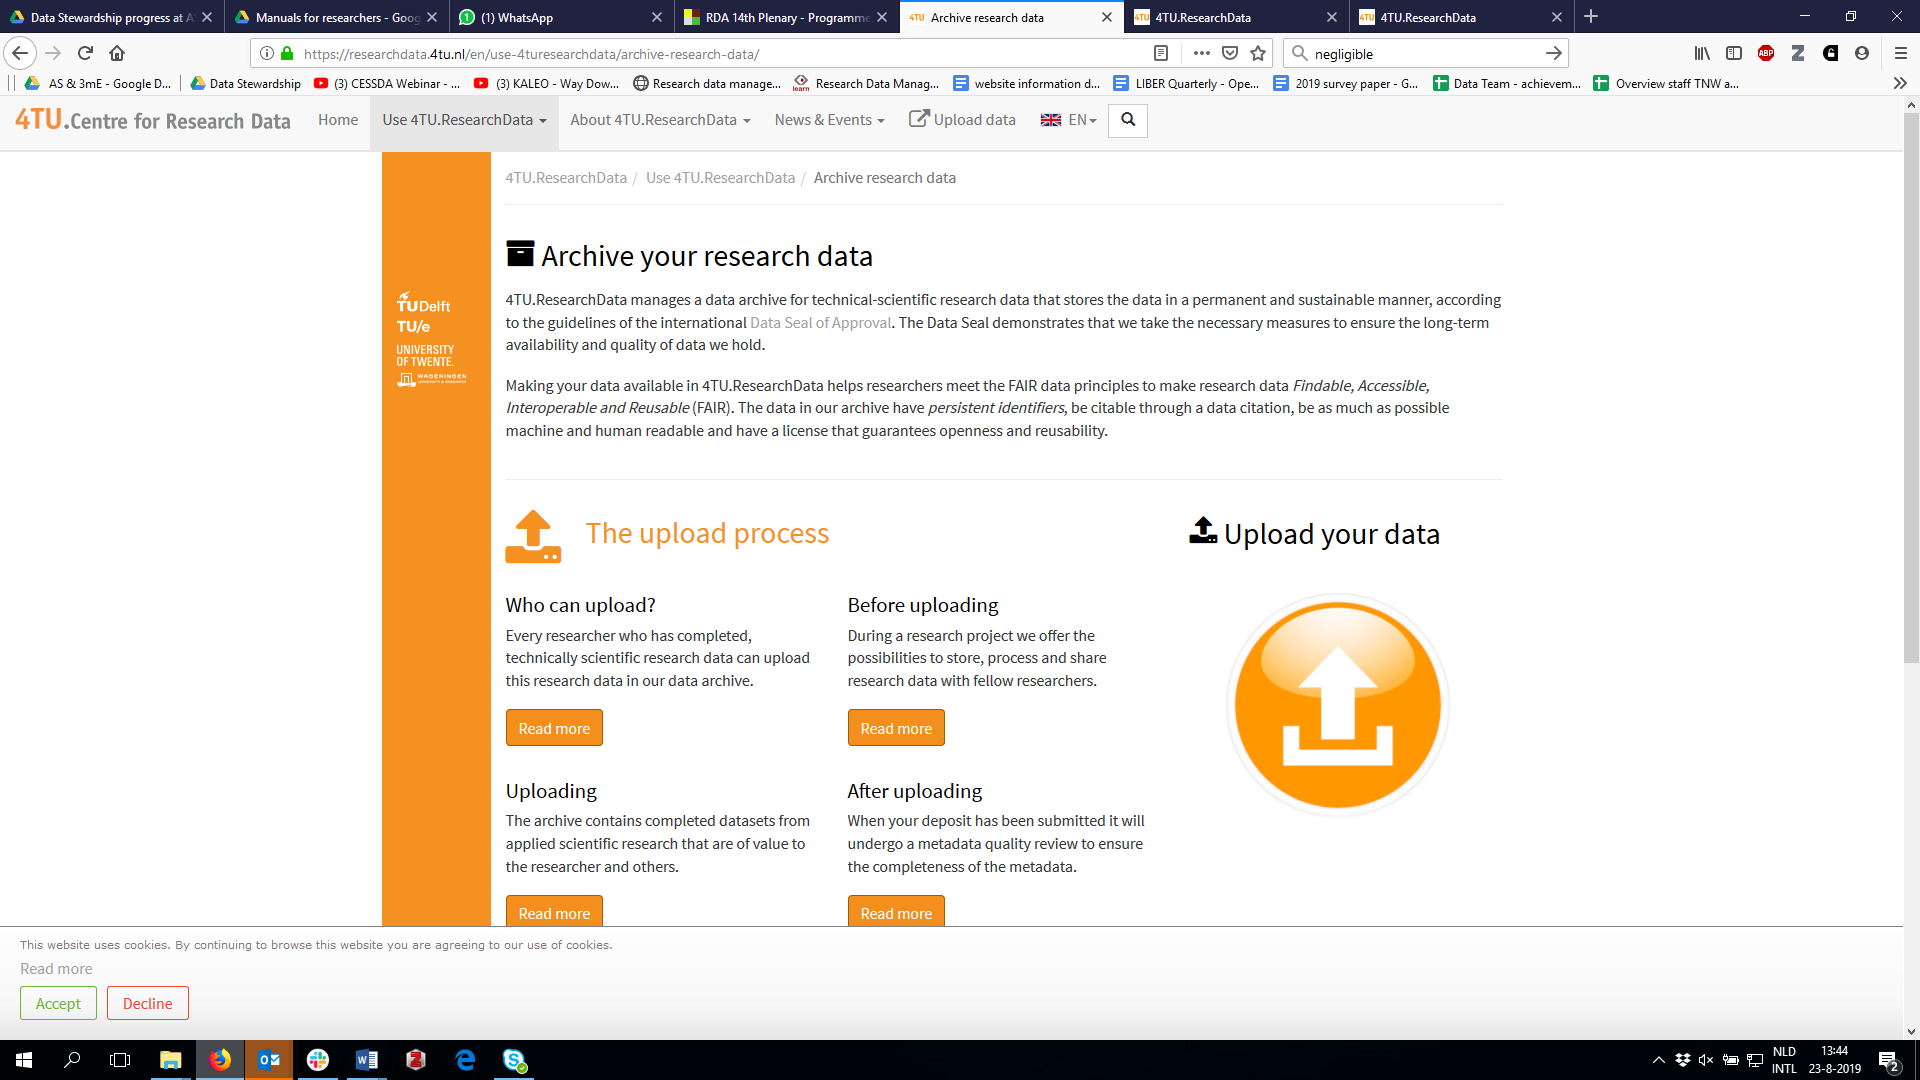 Data Stewardship progress at A
Manuals for researchers - Goog
(1) WhatsApp
RDA 14th Plenary - Programme
4TU Archive research data
4TU 4TU.ResearchData
4TU 4TU.ResearchData
https://researchdata.4tu.nl/en/use-4turesearchdata/archive-research-data/
negligible
ABP
AS & 3mE - Google D...
Data Stewardship
(3) CESSDA Webinar - ...
(3) KALEO - Way Dow...
Research data manage...
Research Data Manag...
website information d...
LIBER Quarterly - Ope...
2019 survey paper - G...
Data Team - achievem...
Overview staff TNW a...
4TU.Centre for Research Data
Home
Use 4TU.ResearchData
About 4TU.ResearchData
News & Events
Upload data
EN
4TU.ResearchData / Use 4TU.ResearchData / Archive research data
TUDelft
TU/e
UNIVERSITY
OF TWENTE.
WAGENINGEN
UNIVERSITY & RESEARCH
Archive your research data
4TU.ResearchData manages a data archive for technical-scientific research data that stores the data in a permanent and sustainable manner, according
to the guidelines of the international Data Seal of Approval. The Data Seal demonstrates that we take the necessary measures to ensure the long-term
availability and quality of data we hold.
Making your data available in 4TU.ResearchData helps researchers meet the FAIR data principles to make research data Findable, Accessible,
Interoperable and Reusable (FAIR). The data in our archive have persistent identifiers, be citable through a data citation, be as much as possible
machine and human readable and have a license that guarantees openness and reusability.
The upload process
Who can upload?
Every researcher who has completed,
technically scientific research data can upload
this research data in our data archive.
Read more
Before uploading
During a research project we offer the
possibilities to store, process and share
research data with fellow researchers.
Read more
Uploading
The archive contains completed datasets from
applied scientific research that are of value to
the researcher and others.
Read more
After uploading
When your deposit has been submitted it will
undergo a metadata quality review to ensure
the completeness of the metadata.
Read more
Upload your data
This website uses cookies. By continuing to browse this website you are agreeing to our use of cookies.
Read more
Accept
Decline
NLD
INTL
13:44
23-8-2019
2